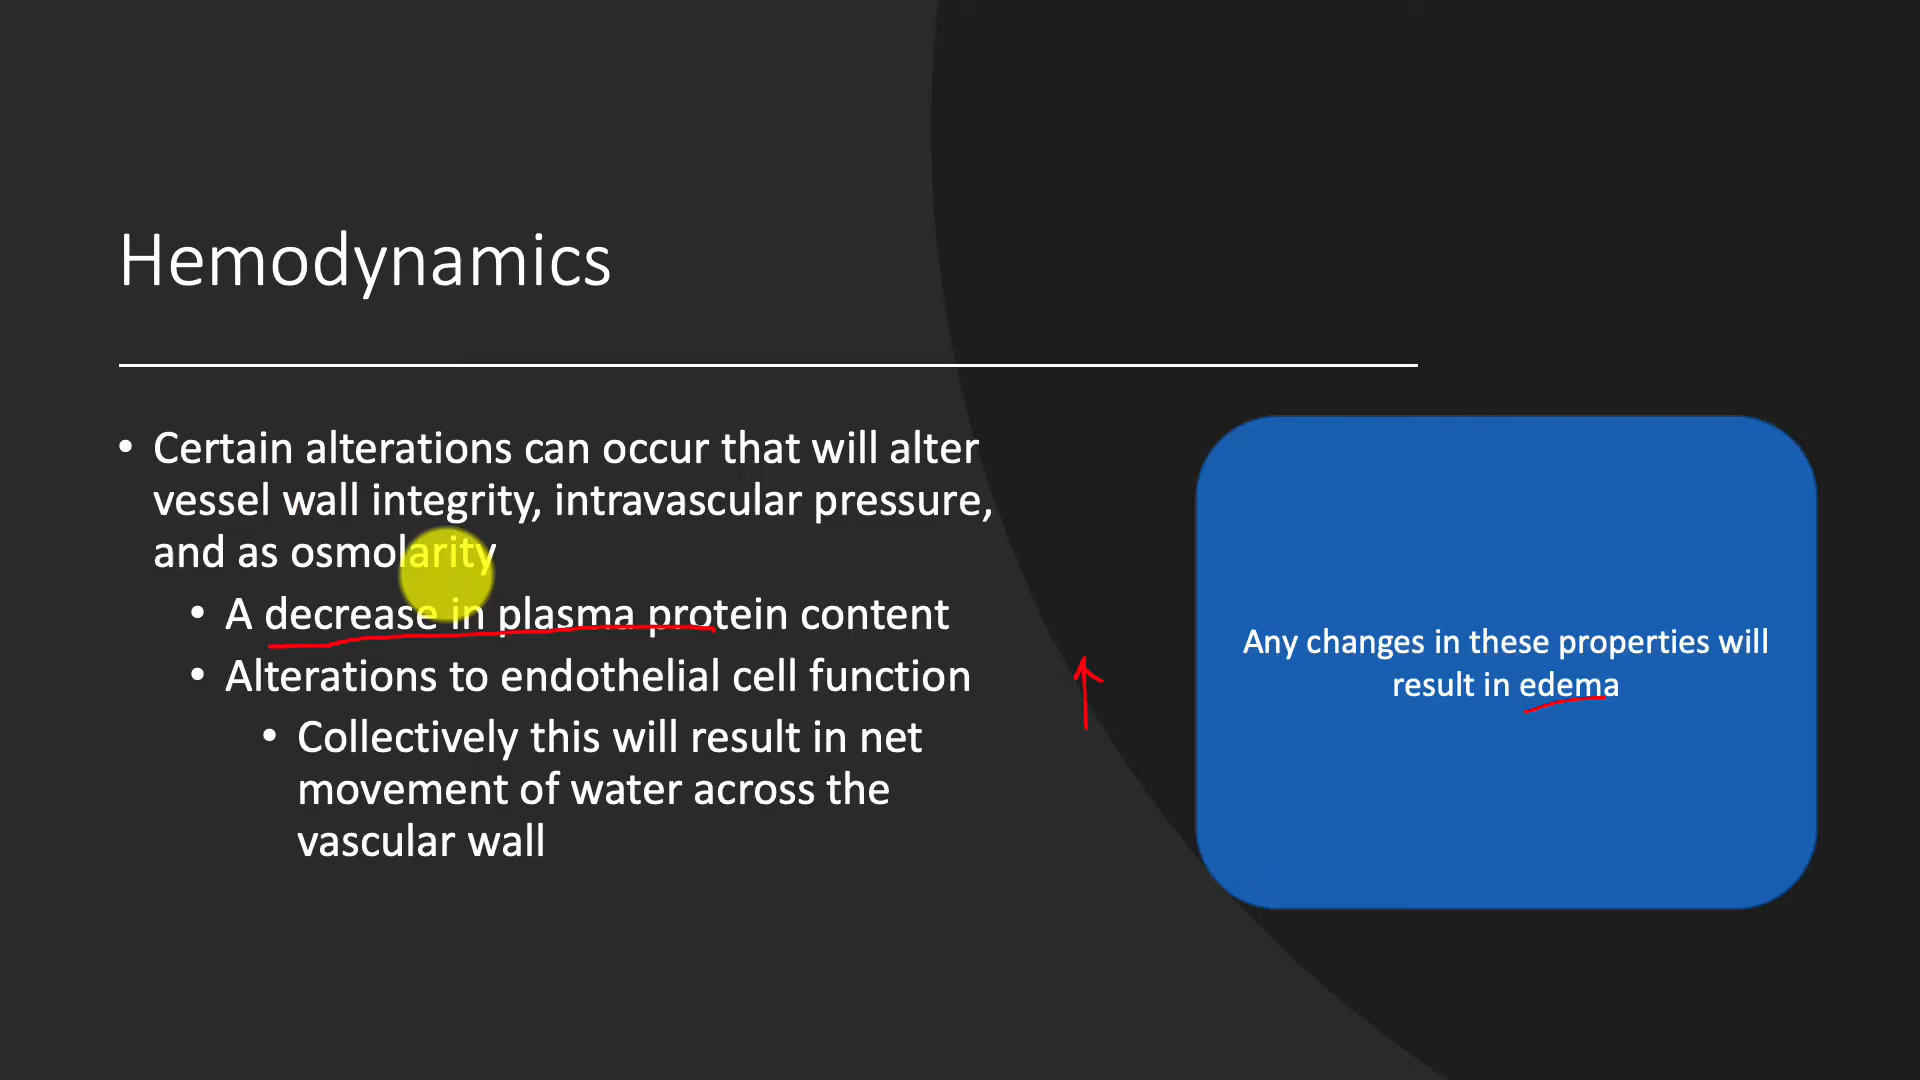 Hemodynamics
• Certain alterations can occur that will alter
vessel wall integrity, intravascular pressure,
and as osmolarity
• A decrease in plasma protein content
• Alterations to endothelial cell function
• Collectively this will result in net
movement of water across the
vascular wall
Any changes in these properties will
result in edema